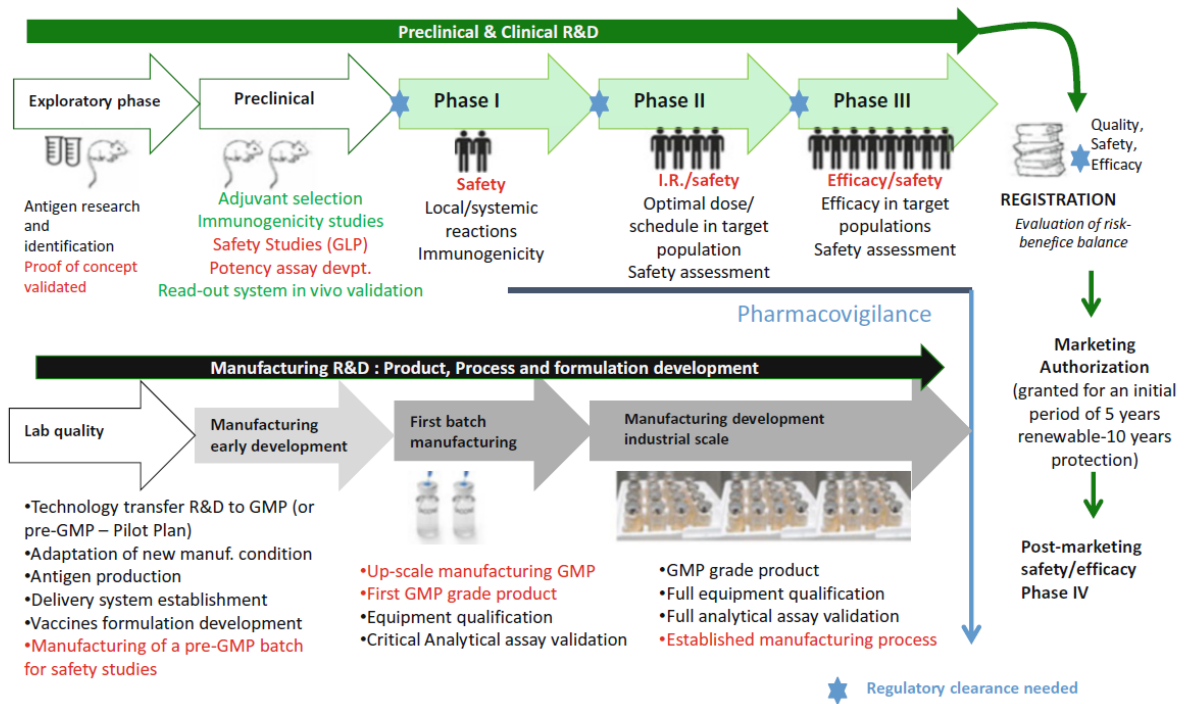 Preclinical & Clinical R&D
Exploratory phase
Preclinical
Phase I
Phase II
Phase III
Quality,
Safety,
Efficacy
Antigen research
and
identification
Proof of concept
validated
Adjuvant selection
Immunogenicity studies
Safety Studies (GLP)
Potency assay devpt.
Read-out system in vivo validation
Safety
Local/systemic
reactions
Immunogenicity
I.R./safety
Optimal dose/
schedule in target
population
Safety assessment
Efficacy/safety
Efficacy in target
populations
Safety assessment
REGISTRATION
Evaluation of risk-
benefice balance
Pharmacovigilance
Marketing
Authorization
(granted for an initial
period of 5 years
renewable-10 years
protection)
Post-marketing
safety/efficacy
Phase IV
Manufacturing R&D : Product, Process and formulation development
Lab quality
Manufacturing
early development
First batch
manufacturing
Manufacturing development
industrial scale
•Technology transfer R&D to GMP (or
pre-GMP – Pilot Plan)
•Adaptation of new manuf. condition
•Antigen production
•Delivery system establishment
•Vaccines formulation development
•Manufacturing of a pre-GMP batch
for safety studies
•Up-scale manufacturing GMP
•First GMP grade product
•Equipment qualification
•Critical Analytical assay validation
•GMP grade product
•Full equipment qualification
•Full analytical assay validation
•Established manufacturing process
Regulatory clearance needed